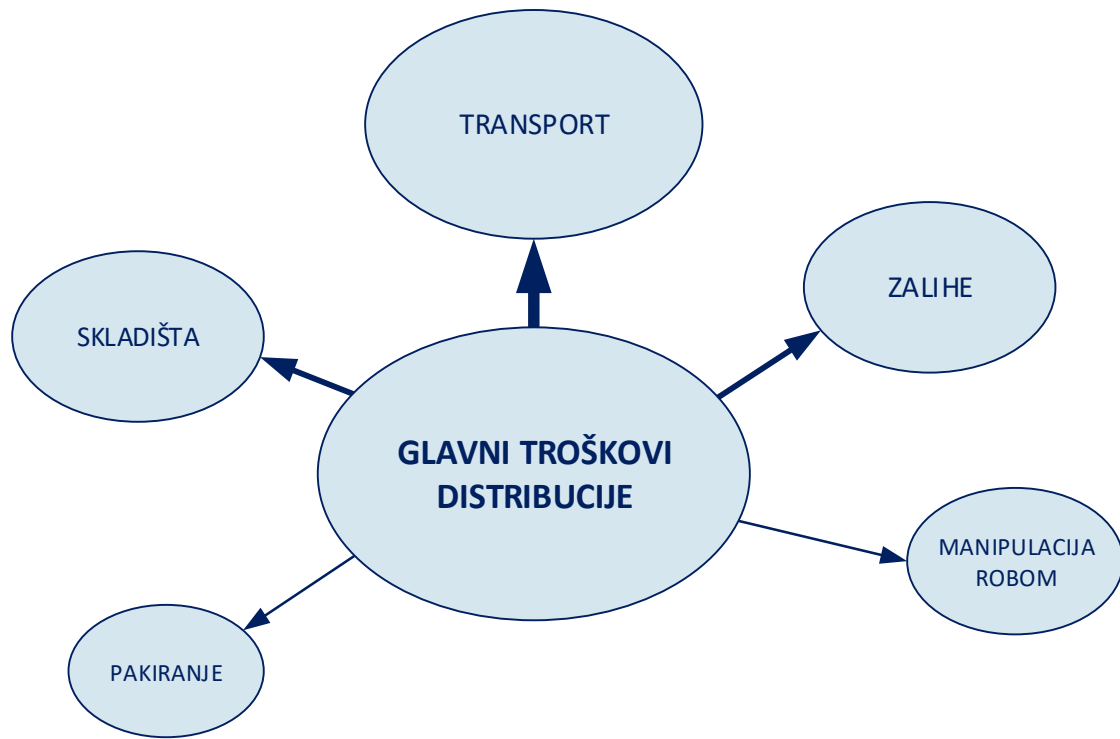 TRANSPORT
ZALIHE
SKLADIŠTA
GLAVNI TROŠKOVI
DISTRIBUCIJE
MANIPULACIJA
ROBOM
PAKIRANJE